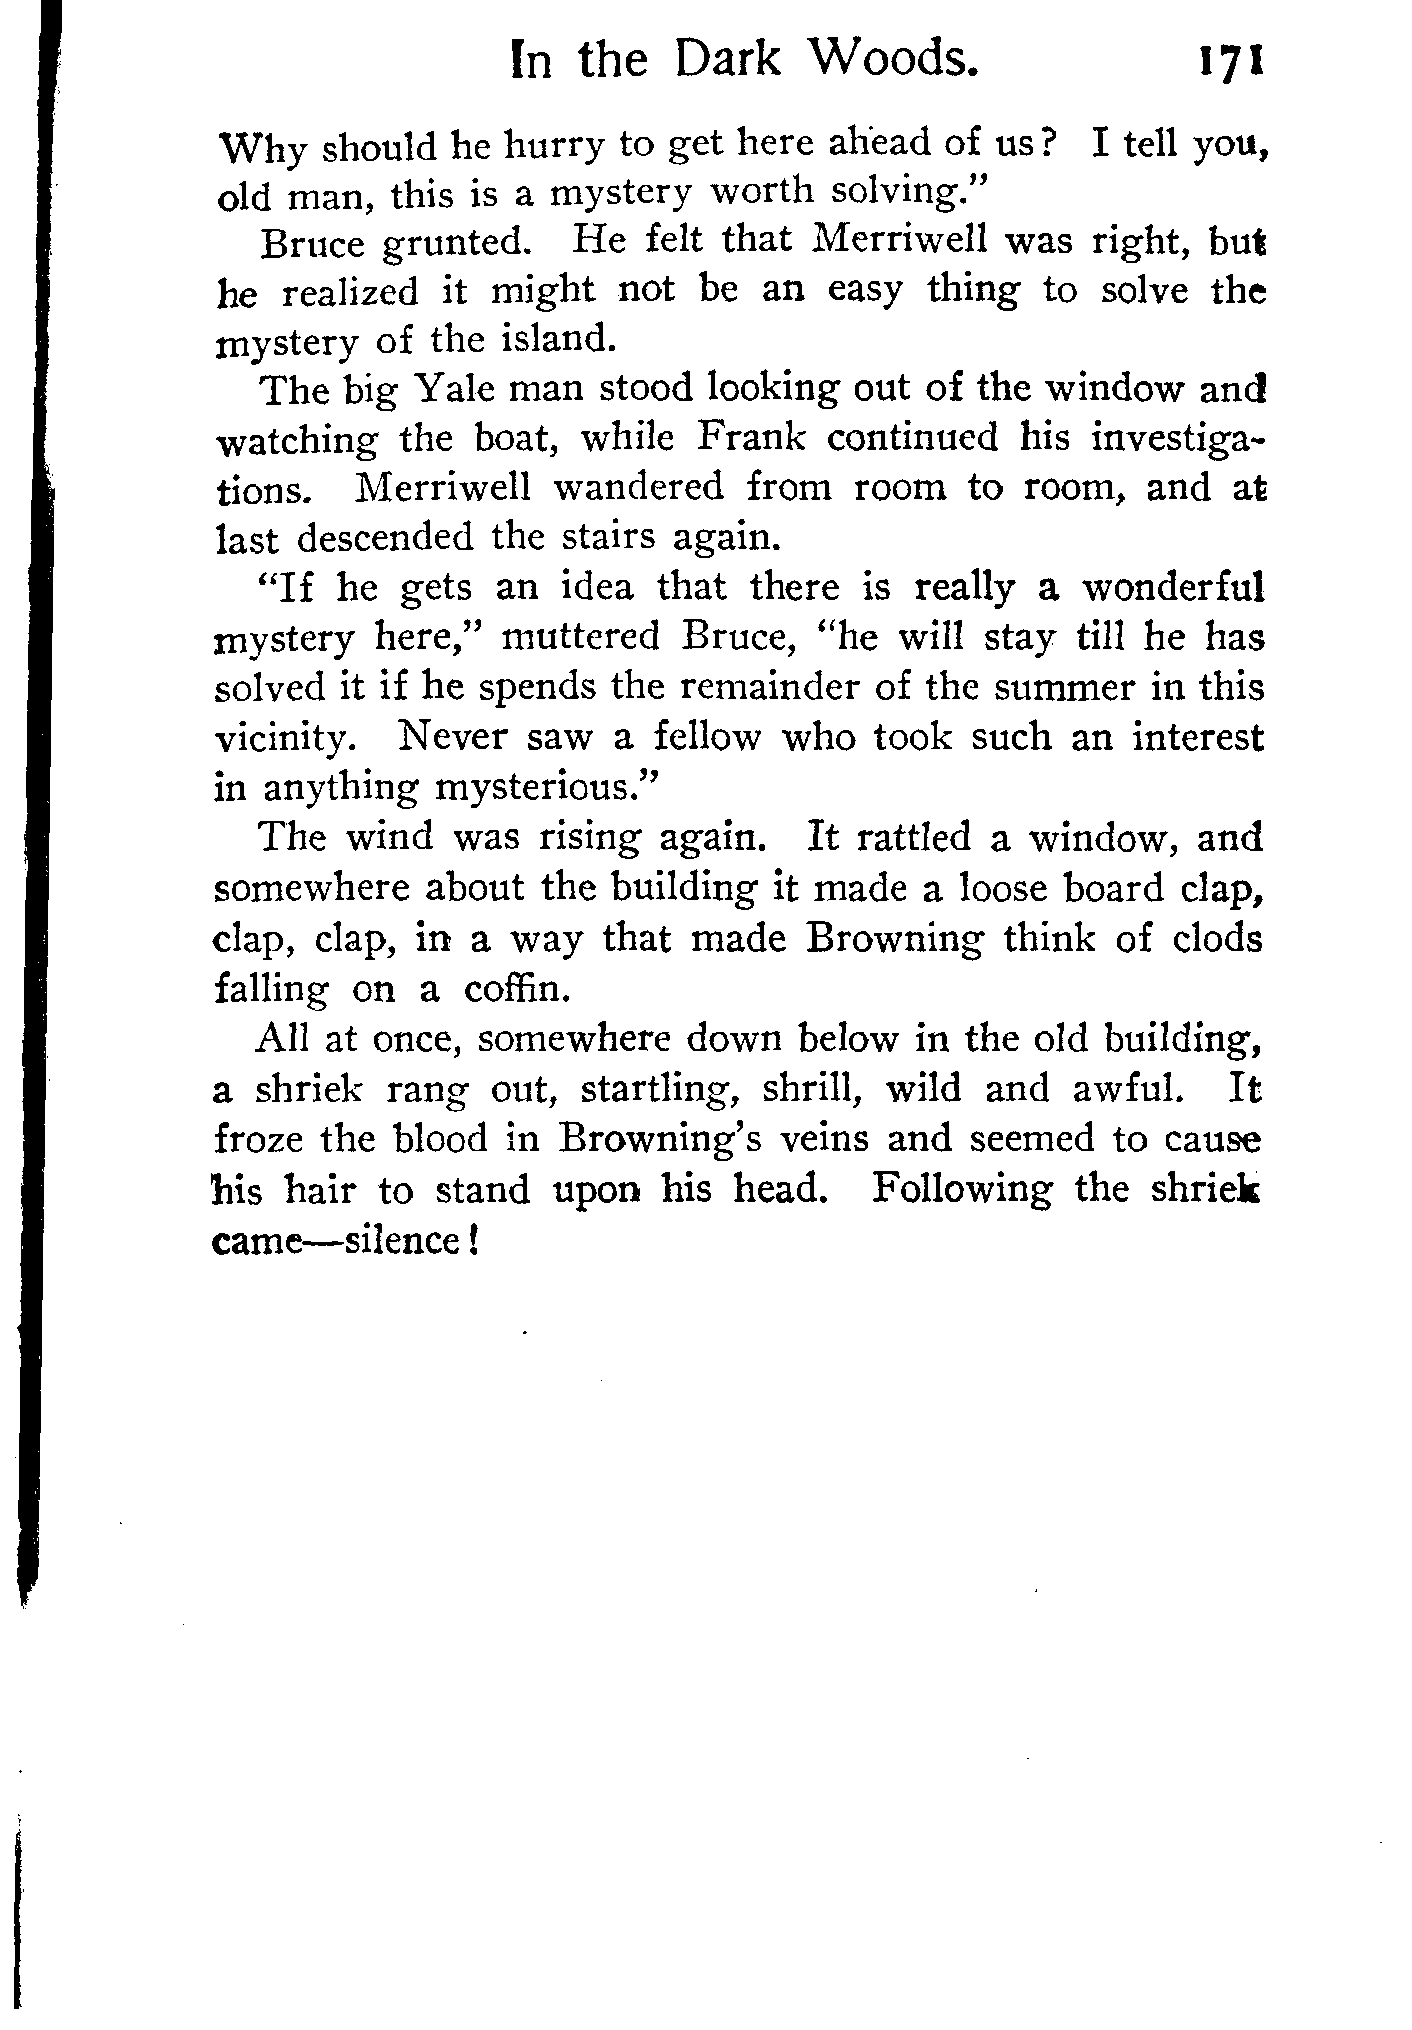 In the Dark Woods. 171
Why should he hurry to get here ahead of us? I tell you,
old man, this is a mystery worth solving."
Bruce grunted. He felt that Merriwell was right, but
he realized it might not be an easy thing to solve the
mystery of the island.
The big Yale man stood looking out of the window and
watching the boat, while Frank continued his investiga-
tions. Merriwell wandered from room to room, and at
last descended the stairs again.
"If he gets an idea that there is really a wonderful
mystery here," muttered Bruce, "he will stay till he has
solved it if he spends the remainder of the summer in this
vicinity. Never saw a fellow who took such an interest
in anything mysterious."
The wind was rising again. It rattled a window, and
somewhere about the building it made a loose board clap,
clap, clap, in a way that made Browning think of clods
falling on a coffin.
All at once, somewhere down below in the old building,
a shriek rang out, startling, shrill, wild and awful. It
froze the blood in Browning's veins and seemed to cause
his hair to stand upon his head. Following the shriek
came—silence!